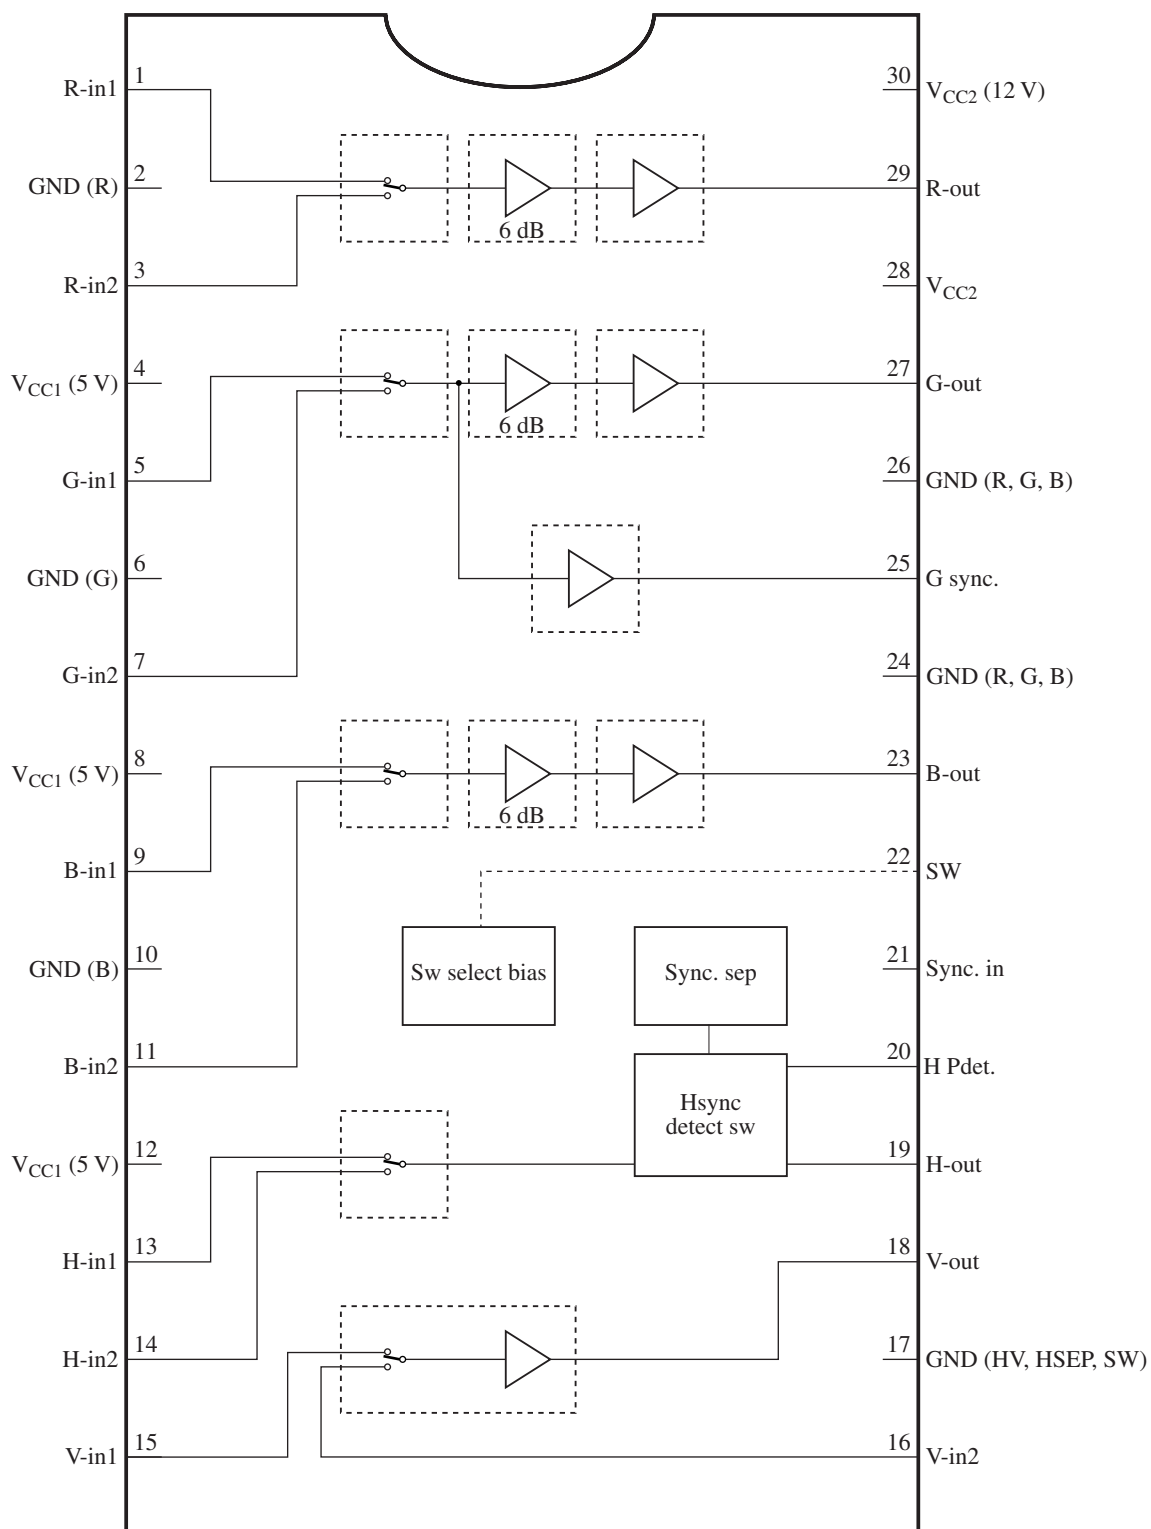 R-in1 1 30 VCC2 (12 V)
GND (R) 2 29 R-out
6 dB
R-in2 3 28 VCC2
VCC1 (5 V) 4 27 G-out
6 dB
G-in1 5 26 GND (R, G, B)
GND (G) 6 25 G sync.
G-in2 7 24 GND (R, G, B)
VCC1 (5 V) 8 23 B-out
6 dB
B-in1 9 22 SW
GND (B) 10 Sw select bias Sync. sep 21 Sync. in
B-in2 11 20 H Pdet.
Hsync
detect sw
VCC1 (5 V) 12 19 H-out
H-in1 13 18 V-out
H-in2 14 17 GND (HV, HSEP, SW)
V-in1 15 16 V-in2